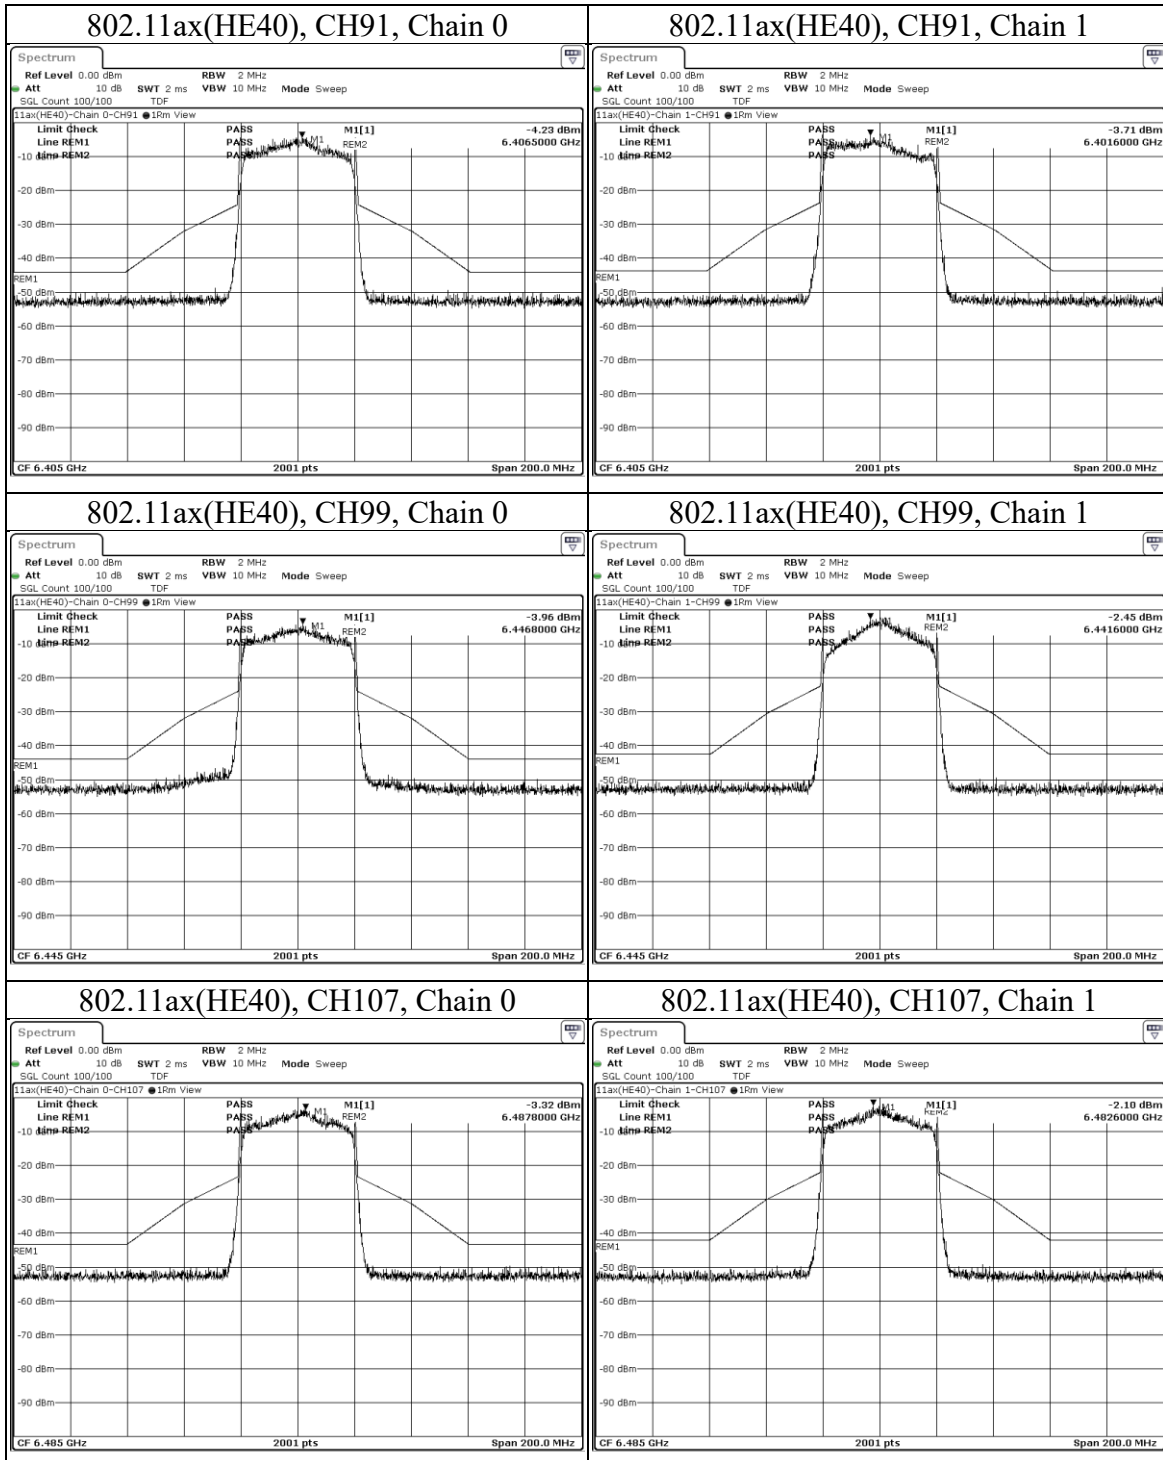 802.11ax(HE40), CH91, Chain 0
Spectrum
Ref Level 0.00 dBm RBW 2 MHz
Att 10 dB SWT 2 ms VBW 10 MHz Mode Sweep
SGL Count 100/100 TDF
11ax(HE40)-Chain 0-CH91 1Rm View
Limit Check PASS M1[1] -4.23 dBm
Line REM1 PASS 6.4065000 GHz
Line REM2 PASS
M1
REM2
-10 dBm
-20 dBm
-30 dBm
-40 dBm
REM1
-50 dBm
-60 dBm
-70 dBm
-80 dBm
-90 dBm
CF 6.405 GHz 2001 pts Span 200.0 MHz
802.11ax(HE40), CH91, Chain 1
Spectrum
Ref Level 0.00 dBm RBW 2 MHz
Att 10 dB SWT 2 ms VBW 10 MHz Mode Sweep
SGL Count 100/100 TDF
11ax(HE40)-Chain 1-CH91 1Rm View
Limit Check PASS M1[1] -3.71 dBm
Line REM1 PASS 6.4016000 GHz
Line REM2 PASS
M1
REM2
-10 dBm
-20 dBm
-30 dBm
-40 dBm
REM1
-50 dBm
-60 dBm
-70 dBm
-80 dBm
-90 dBm
CF 6.405 GHz 2001 pts Span 200.0 MHz
802.11ax(HE40), CH99, Chain 0
Spectrum
Ref Level 0.00 dBm RBW 2 MHz
Att 10 dB SWT 2 ms VBW 10 MHz Mode Sweep
SGL Count 100/100 TDF
11ax(HE40)-Chain 0-CH99 1Rm View
Limit Check PASS M1[1] -3.96 dBm
Line REM1 PASS 6.4468000 GHz
Line REM2 PASS
M1
REM2
-10 dBm
-20 dBm
-30 dBm
-40 dBm
REM1
-50 dBm
-60 dBm
-70 dBm
-80 dBm
-90 dBm
CF 6.445 GHz 2001 pts Span 200.0 MHz
802.11ax(HE40), CH99, Chain 1
Spectrum
Ref Level 0.00 dBm RBW 2 MHz
Att 10 dB SWT 2 ms VBW 10 MHz Mode Sweep
SGL Count 100/100 TDF
11ax(HE40)-Chain 1-CH99 1Rm View
Limit Check PASS M1[1] -2.45 dBm
Line REM1 PASS 6.4416000 GHz
Line REM2 PASS
M1
REM2
-10 dBm
-20 dBm
-30 dBm
-40 dBm
REM1
-50 dBm
-60 dBm
-70 dBm
-80 dBm
-90 dBm
CF 6.445 GHz 2001 pts Span 200.0 MHz
802.11ax(HE40), CH107, Chain 0
Spectrum
Ref Level 0.00 dBm RBW 2 MHz
Att 10 dB SWT 2 ms VBW 10 MHz Mode Sweep
SGL Count 100/100 TDF
11ax(HE40)-Chain 0-CH107 1Rm View
Limit Check PASS M1[1] -3.32 dBm
Line REM1 PASS 6.4878000 GHz
Line REM2 PASS
M1
REM2
-10 dBm
-20 dBm
-30 dBm
-40 dBm
REM1
-50 dBm
-60 dBm
-70 dBm
-80 dBm
-90 dBm
CF 6.485 GHz 2001 pts Span 200.0 MHz
802.11ax(HE40), CH107, Chain 1
Spectrum
Ref Level 0.00 dBm RBW 2 MHz
Att 10 dB SWT 2 ms VBW 10 MHz Mode Sweep
SGL Count 100/100 TDF
11ax(HE40)-Chain 1-CH107 1Rm View
Limit Check PASS M1[1] -2.10 dBm
Line REM1 PASS 6.4826000 GHz
Line REM2 PASS
M1
REM2
-10 dBm
-20 dBm
-30 dBm
-40 dBm
REM1
-50 dBm
-60 dBm
-70 dBm
-80 dBm
-90 dBm
CF 6.485 GHz 2001 pts Span 200.0 MHz